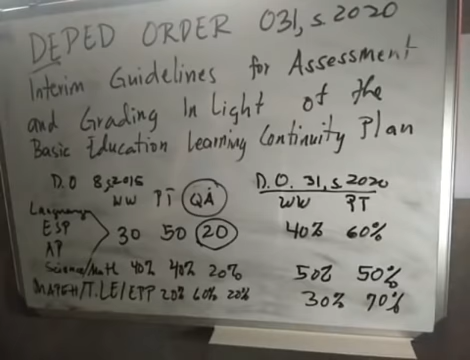 DEPED ORDER 031, s 2020
Interim Guidelines for Assessment
and Grading In Light of the
Basic Education Learning Continuity Plan
D.O 8, s2015
WW PT QA
Languages
ESP
AP
30 50 20
Science/Math 40% 40% 20%
MAPEH/T.LE/EPP 20% 60% 20%
D.O. 31, s 2020
WW PT
40% 60%
50% 50%
30% 70%